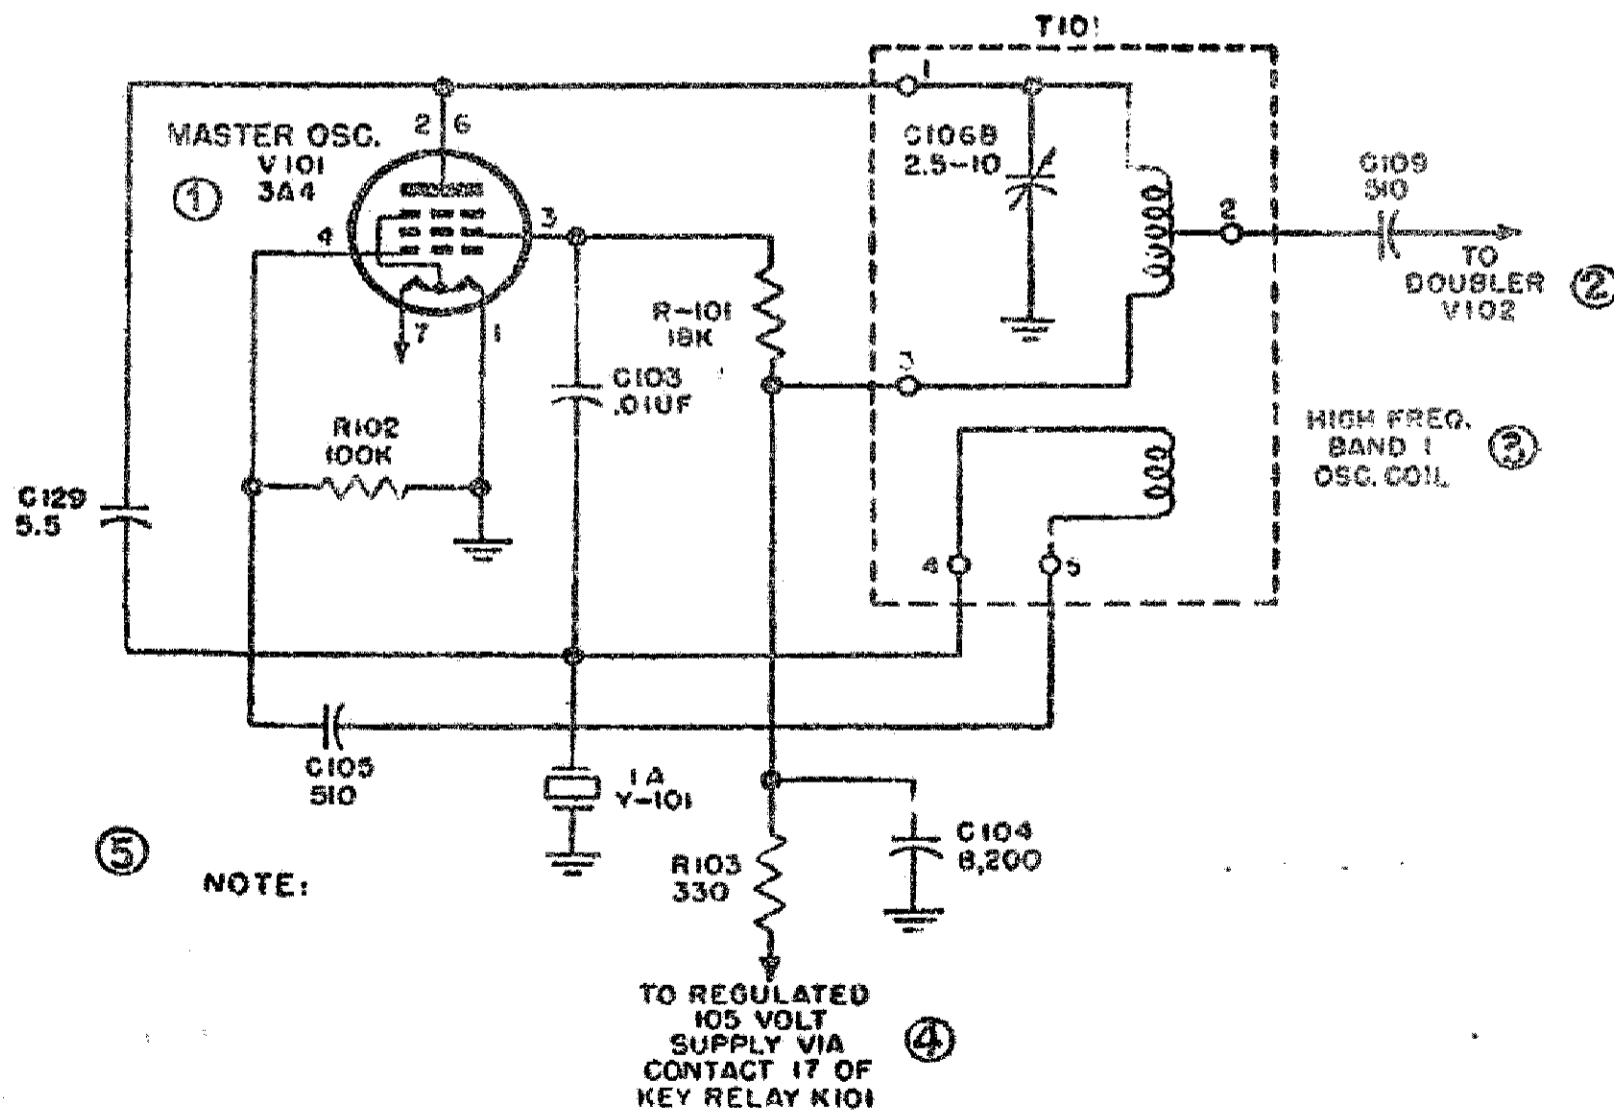 T101
1
2 6
MASTER OSC.
V101
3A4
1
C106B
2.5-10
C109
510
3
2
4
TO
DOUBLER
V102
2
R-101
18K
7
1
3
C103
.01UF
R102
100K
HIGH FREQ.
BAND 1
OSC. COIL
3
C129
5.5
4
5
C105
510
1A
Y-101
5
NOTE:
R103
330
C104
8,200
TO REGULATED
105 VOLT
SUPPLY VIA
CONTACT 17 OF
KEY RELAY K101
4